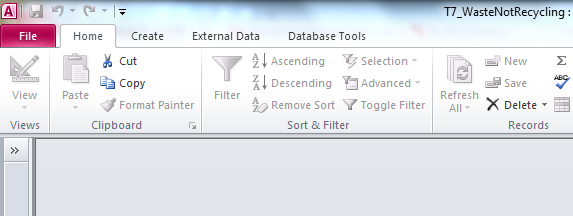 A T7_WasteNotRecycling :
File Home Create External Data Database Tools
View
Views
Paste
Cut
Copy
Format Painter
Clipboard
Filter
Ascending
Descending
Remove Sort
Selection
Advanced
Toggle Filter
Sort & Filter
Refresh
All
New
Save
Delete
Σ
ABC
Records
»